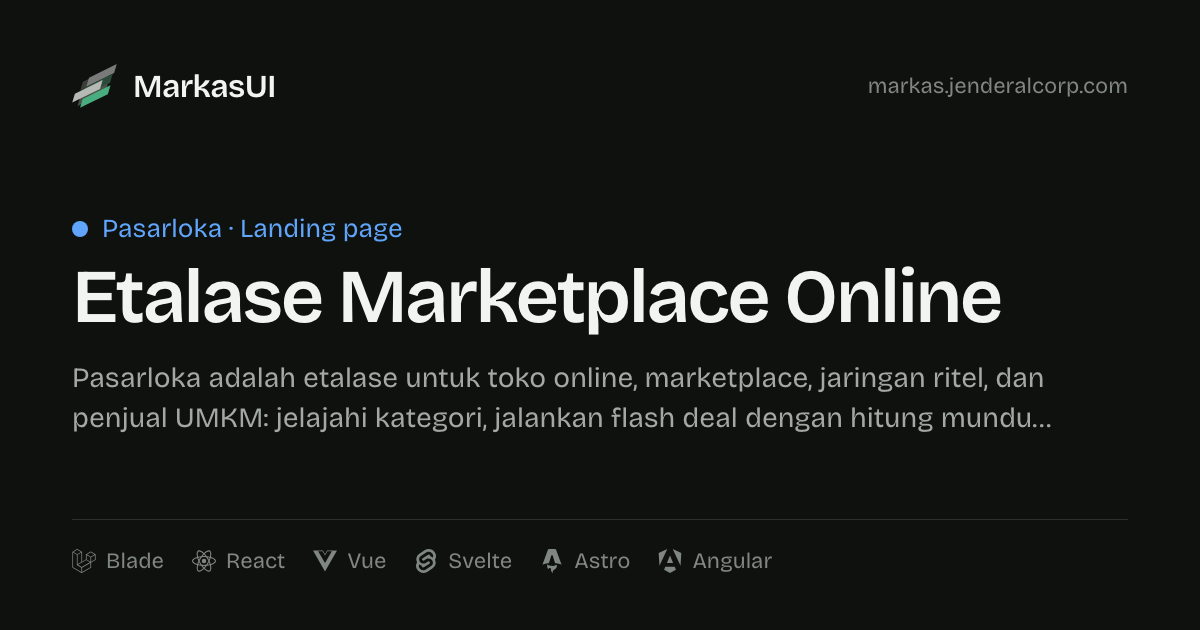 MarkasUI
markas.jenderalcorp.com
Pasarloka · Landing page
Etalase Marketplace Online
Pasarloka adalah etalase untuk toko online, marketplace, jaringan ritel, dan
penjual UMKM: jelajahi kategori, jalankan flash deal dengan hitung mundu...
Blade React Vue Svelte Astro Angular